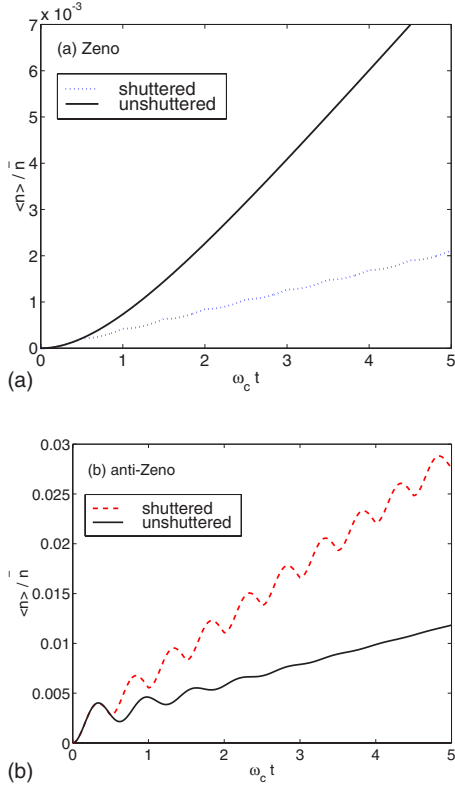 x 10⁻³
(a) Zeno
shuttered
unshuttered
7
6
5
4
3
2
1
0
<n> / n̄
0 1 2 3 4 5
ω_c t
(a)
(b) anti-Zeno
shuttered
unshuttered
0.03
0.025
0.02
0.015
0.01
0.005
0
<n> / n̄
0 1 2 3 4 5
ω_c t
(b)